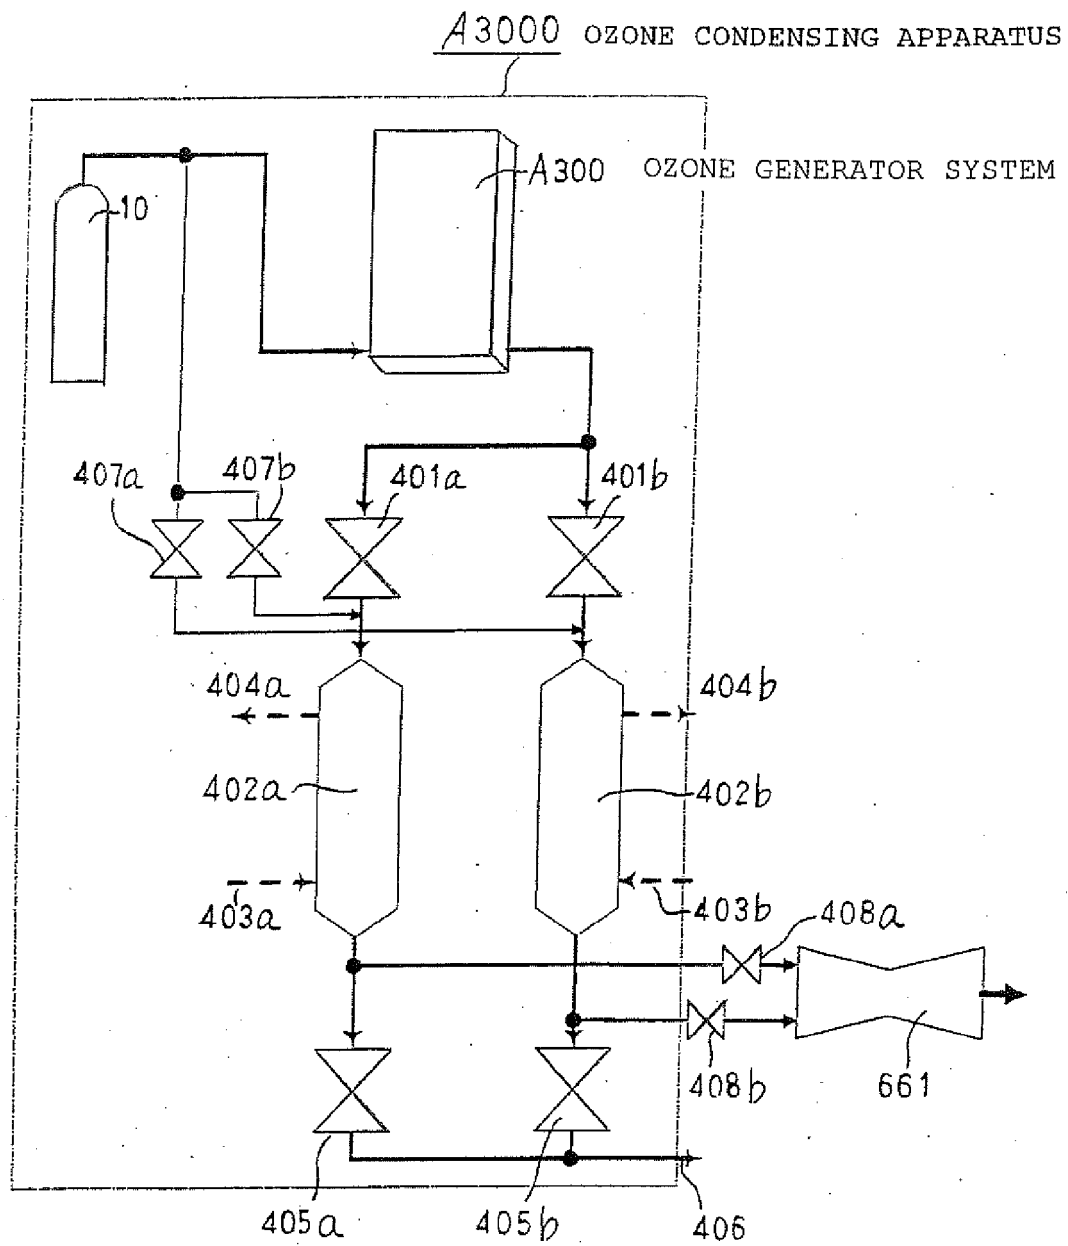 A3000 OZONE CONDENSING APPARATUS
A300 OZONE GENERATOR SYSTEM
10
407a
407b
401a
401b
404a
404b
402a
402b
403a
403b
408a
408b
661
405a
405b
406